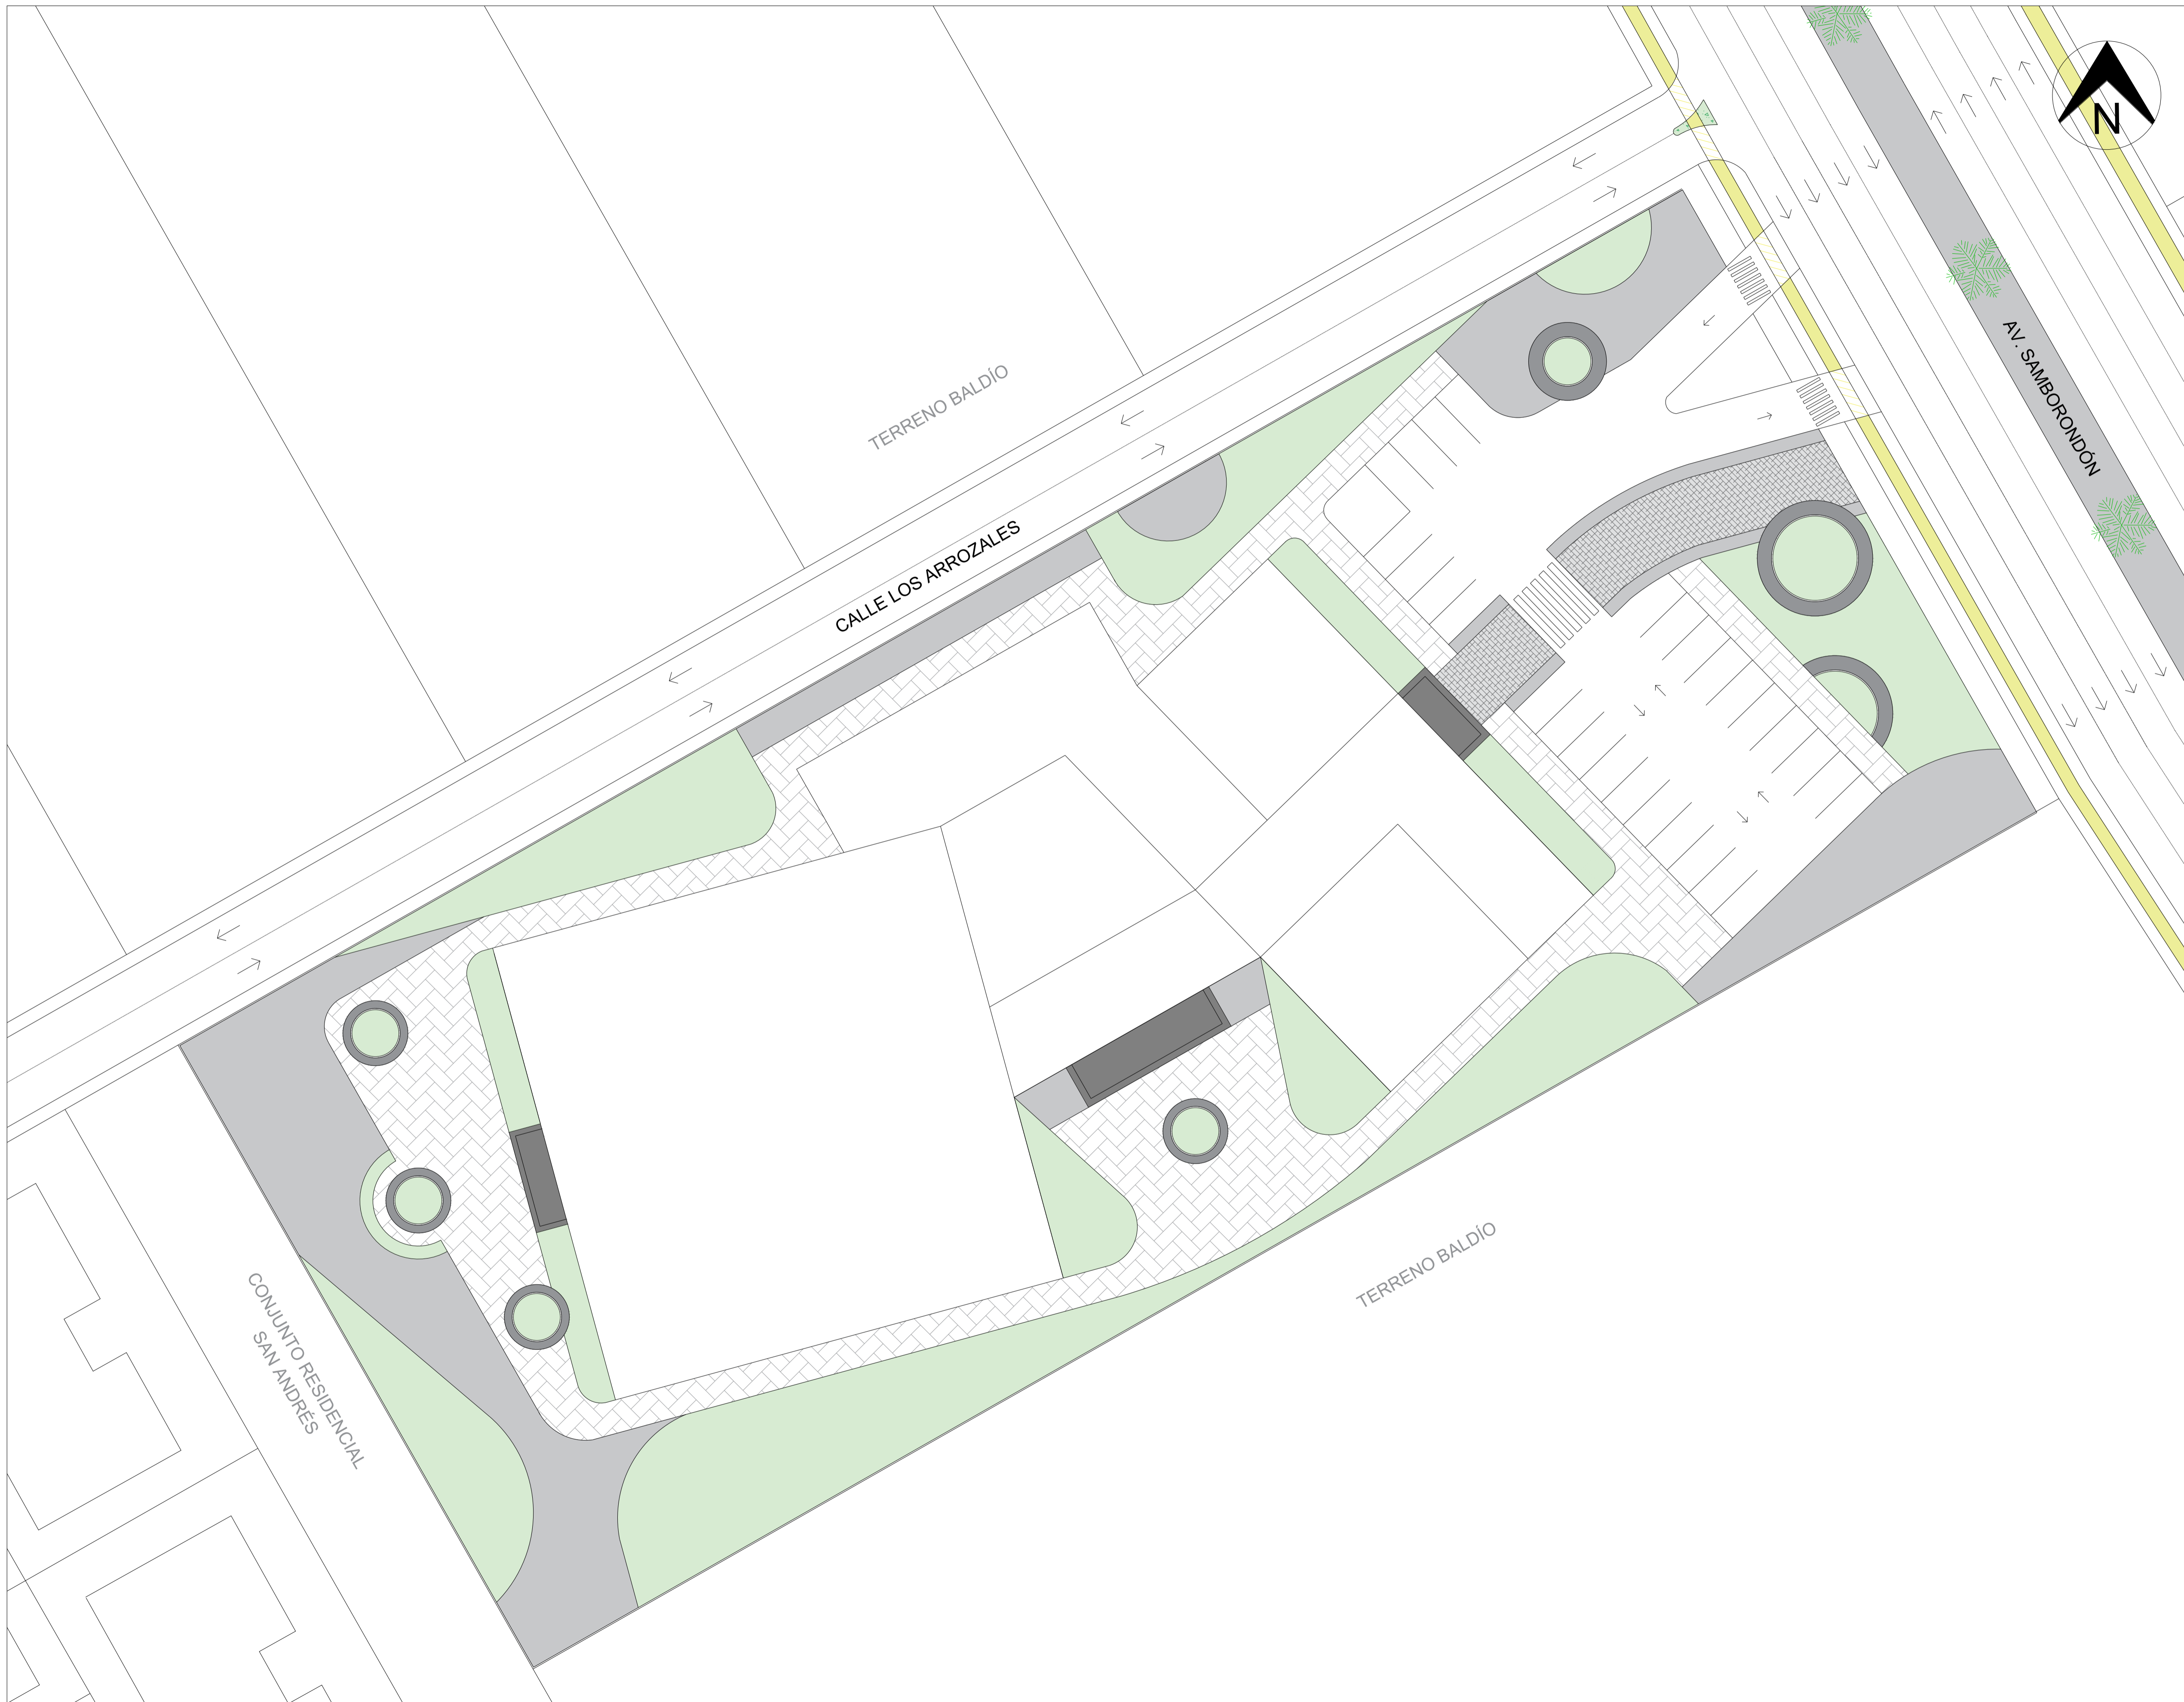 N
AV. SAMBORONDÓN
TERRENO BALDÍO
CALLE LOS ARROZALES
TERRENO BALDÍO
CONJUNTO RESIDENCIAL
SAN ANDRÉS